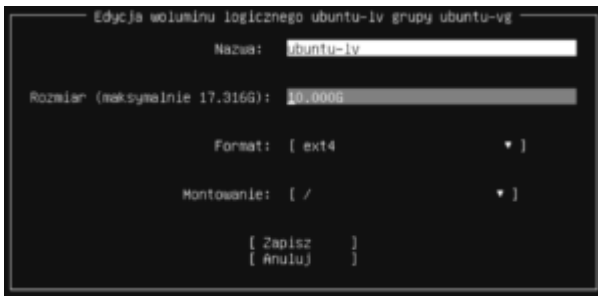 Edycja woluminu logicznego ubuntu-lv grupy ubuntu-vg
Nazwa: ubuntu-lv
Rozmiar (maksymalnie 17.316G): 10.000G
Format: [ ext4 ▾ ]
Montowanie: [ / ▾ ]
[ Zapisz ]
[ Anuluj ]